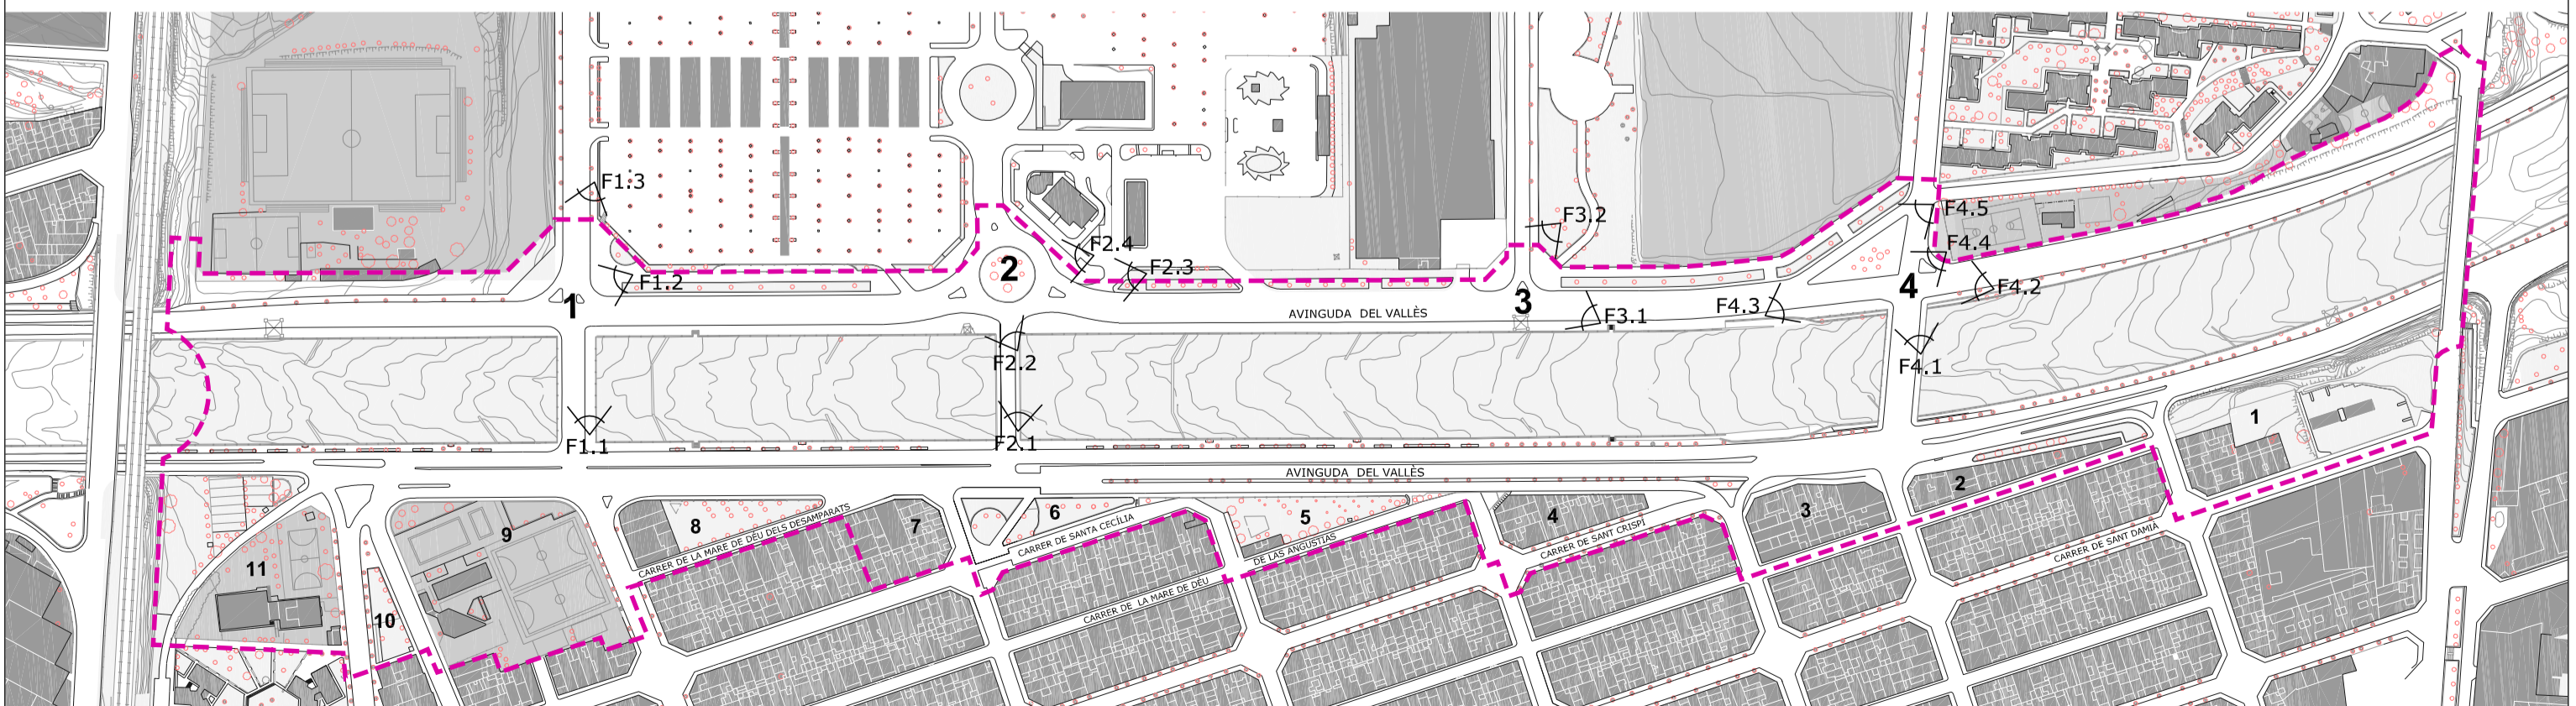 F1.3
F4.5
F3.2
F2.4
F4.4
2
F2.3
F1.2
4
F4.2
1
3
F4.3
AVINGUDA DEL VALLÈS
F3.1
F2.2
F4.1
1
F1.1
F2.1
AVINGUDA DEL VALLÈS
2
6
3
5
4
8
7
9
CARRER DE LA MARE DE DÉU DELS DESAMPARATS
CARRER DE SANTA CECÍLIA
DE LAS ANGUSTIAS
CARRER DE SANT CRISPÍ
CARRER DE SANT DAMIÀ
11
CARRER DE LA MARE DE DÉU
10